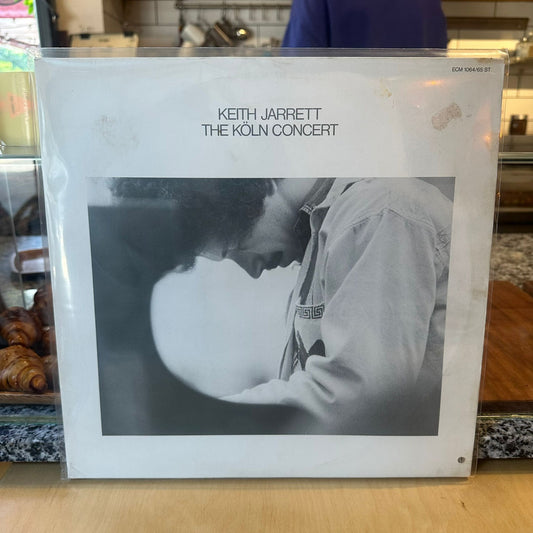 ECM 1064/65 ST
KEITH JARRETT
THE KÖLN CONCERT